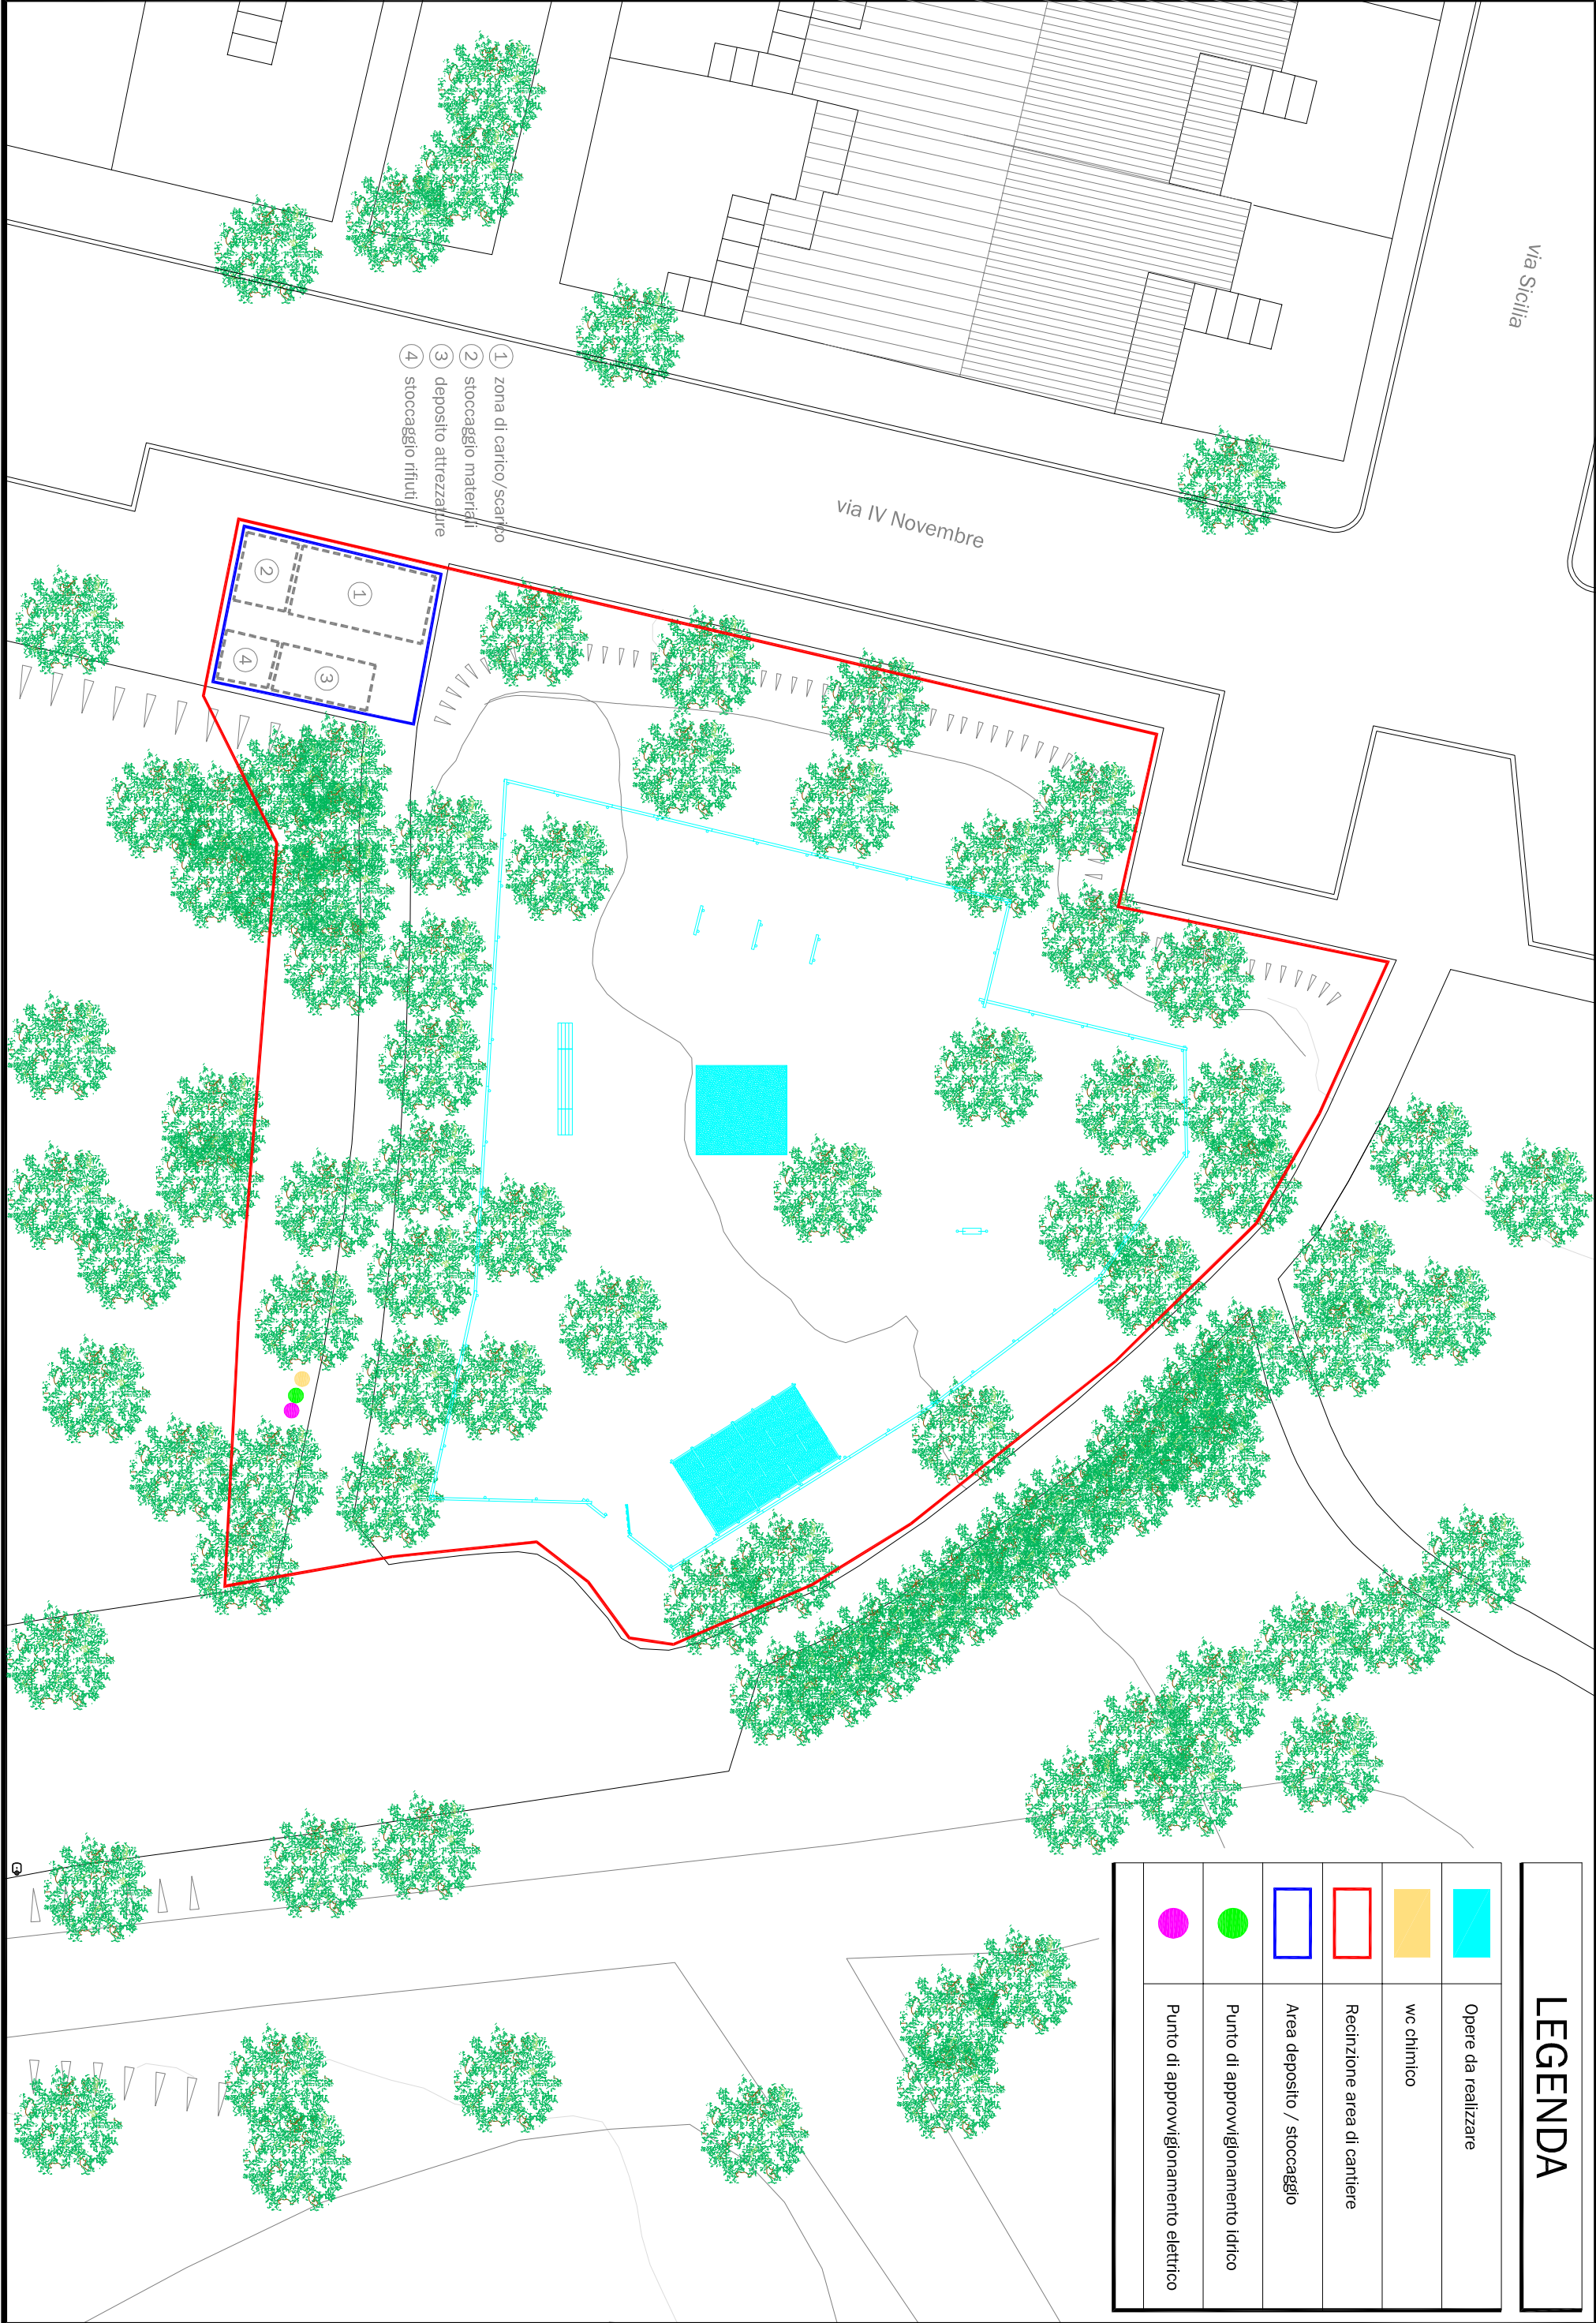 via Sicilia
via IV Novembre
1 zona di carico/scarico
2 stoccaggio materiali
3 deposito attrezzature
4 stoccaggio rifiuti
1
2
3
4
LEGENDA
Opere da realizzare
wc chimico
Recinzione area di cantiere
Area deposito / stoccaggio
Punto di approvvigionamento idrico
Punto di approvvigionamento elettrico